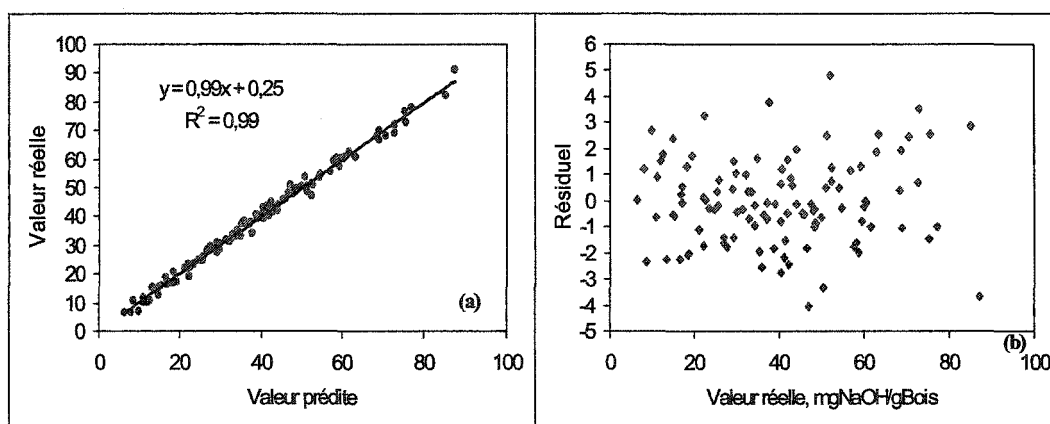 100
90
80
70
60
50
40
30
20
10
0
Valeur réelle
y = 0,99x + 0,25
R² = 0,99
(a)
0 20 40 60 80 100
Valeur prédite
6
5
4
3
2
1
0
-1
-2
-3
-4
-5
Résiduel
(b)
0 20 40 60 80 100
Valeur réelle, mgNaOH/gBois